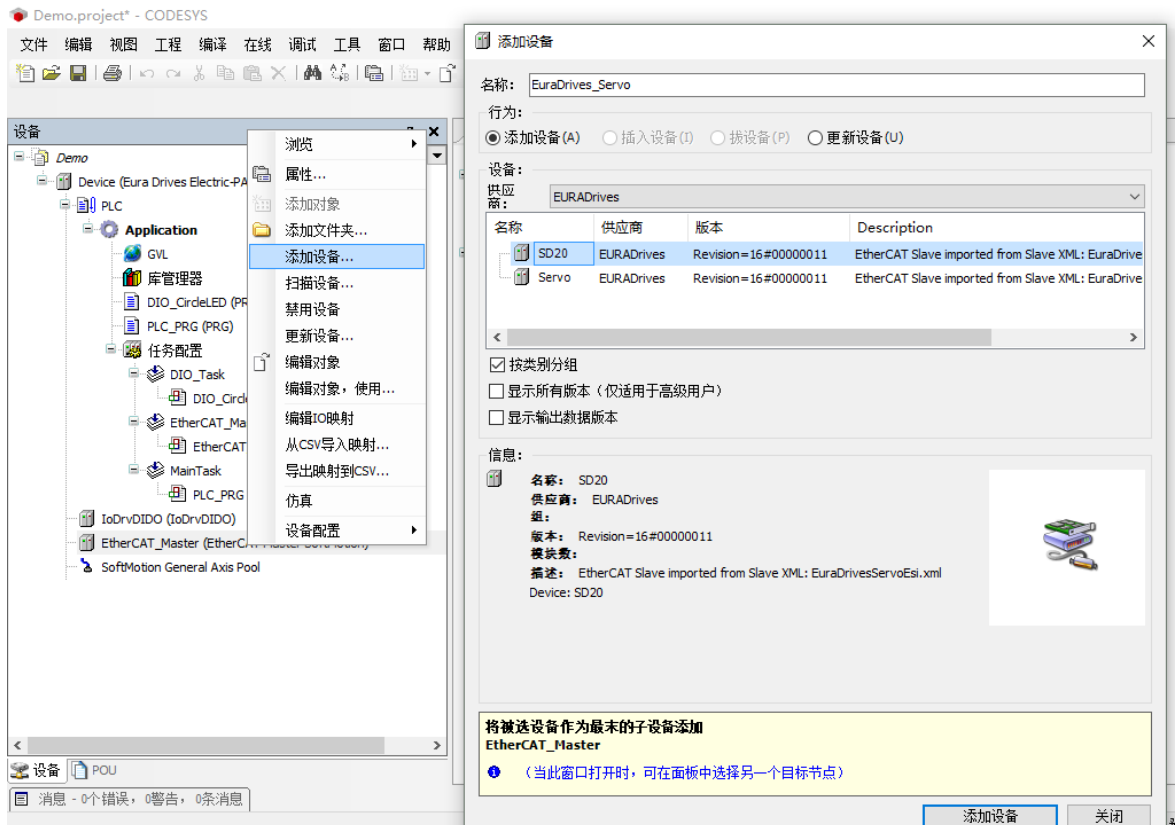 Demo.project* - CODESYS
文件 编辑 视图 工程 编译 在线 调试 工具 窗口 帮助
设备
Demo
Device (Eura Drives Electric-PA
PLC
Application
GVL
库管理器
DIO_CircleLED (PR
PLC_PRG (PRG)
任务配置
DIO_Task
DIO_Circl
EtherCAT_Ma
EtherCAT
MainTask
PLC_PRG
IoDrvDIDO (IoDrvDIDO)
EtherCAT_Master (EtherCAT Master SoftMotion)
SoftMotion General Axis Pool
设备 POU
消息 - 0个错误，0警告，0条消息
浏览
属性...
添加对象
添加文件夹...
添加设备...
扫描设备...
禁用设备
更新设备...
编辑对象
编辑对象，使用...
编辑IO映射
从CSV导入映射...
导出映射到CSV...
仿真
设备配置
添加设备
名称： EuraDrives_Servo
行为：
添加设备(A) 插入设备(I) 拔设备(P) 更新设备(U)
设备：
供应商： EURADrives
名称 供应商 版本 Description
SD20 EURADrives Revision=16#00000011 EtherCAT Slave imported from Slave XML: EuraDrive
Servo EURADrives Revision=16#00000011 EtherCAT Slave imported from Slave XML: EuraDrive
按类别分组
显示所有版本（仅适用于高级用户）
显示输出数据版本
信息：
名称： SD20
供应商： EURADrives
组：
版本： Revision=16#00000011
模块数：
描述： EtherCAT Slave imported from Slave XML: EuraDrivesServoEsi.xml
Device: SD20
将被选设备作为最末的子设备添加
EtherCAT_Master
（当此窗口打开时，可在面板中选择另一个目标节点）
添加设备 关闭